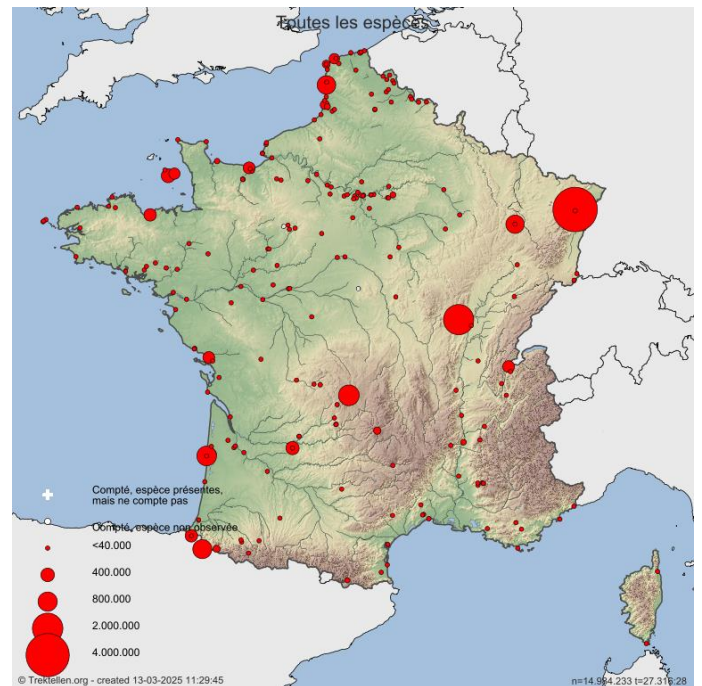 Toutes les espèces
Compté, espèce présentes,
mais ne compte pas
Compté, espèce non observée
<40.000
400.000
800.000
2.000.000
4.000.000
© Trektellen.org - created 13-03-2025 11:29:45
n=14.984.233 t=27.316:28